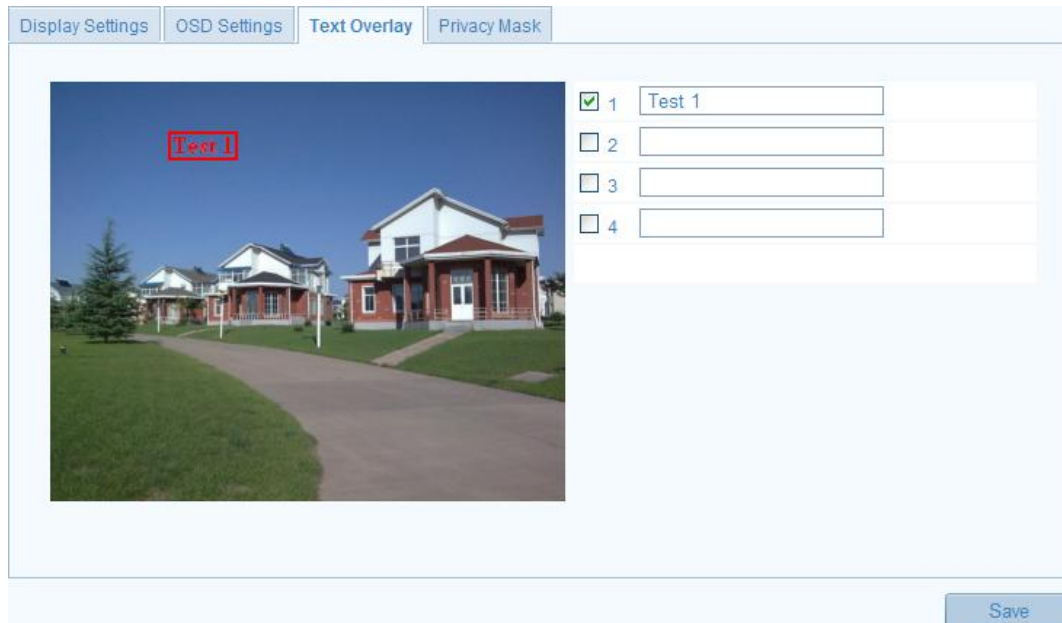 Display Settings OSD Settings Text Overlay Privacy Mask
Test 1
1 Test 1
2
3
4
Save